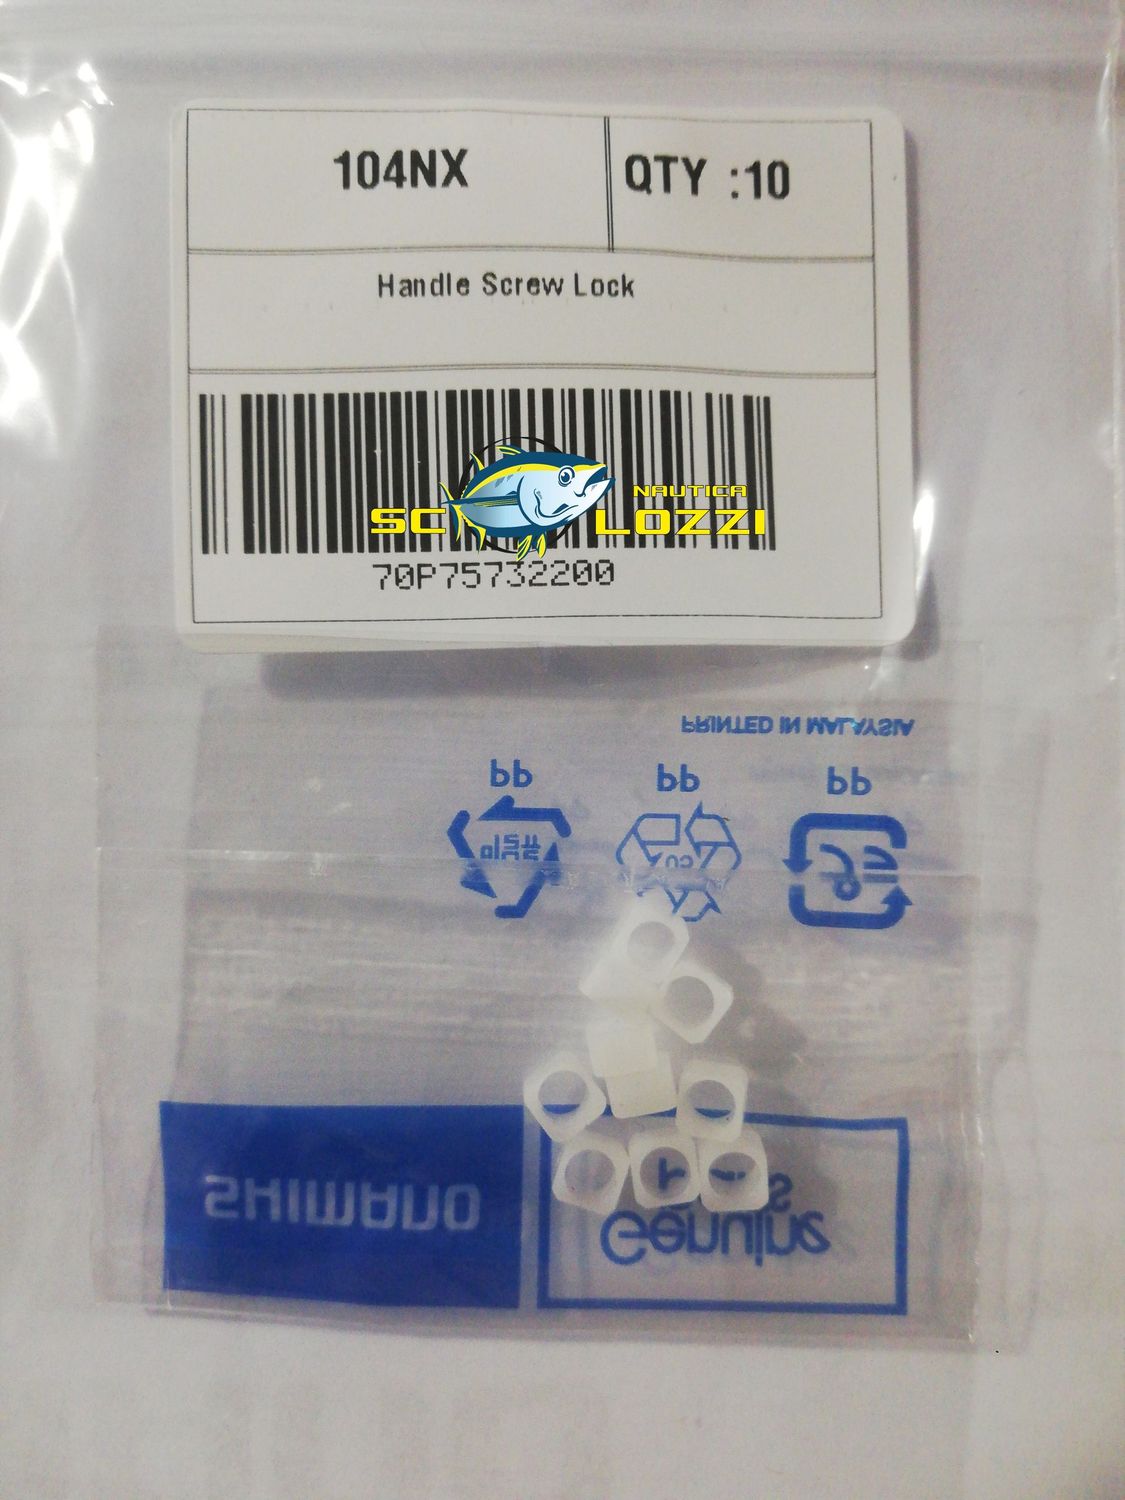 104NX
QTY :10
Handle Screw Lock
NAUTICA
SC LOZZI
70P75732200
PRINTED IN MALAYSIA
PP PP PP
SHIMANO
Genuine